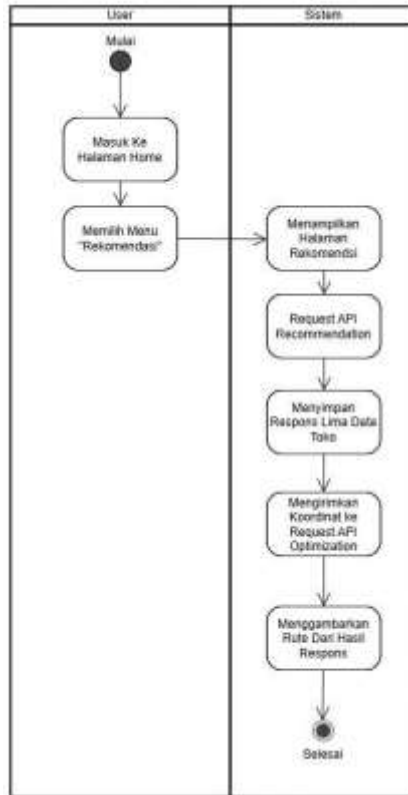 User
Sistem
Mulai
Masuk Ke
Halaman Home
Memilih Menu
"Rekomendasi"
Menampilkan
Halaman
Rekomendsi
Request API
Recommendation
Menyimpan
Respons Lima Data
Toko
Mengirimkan
Koordinat ke
Request API
Optimization
Menggambarkan
Rute Dari Hasil
Respons
Selesai